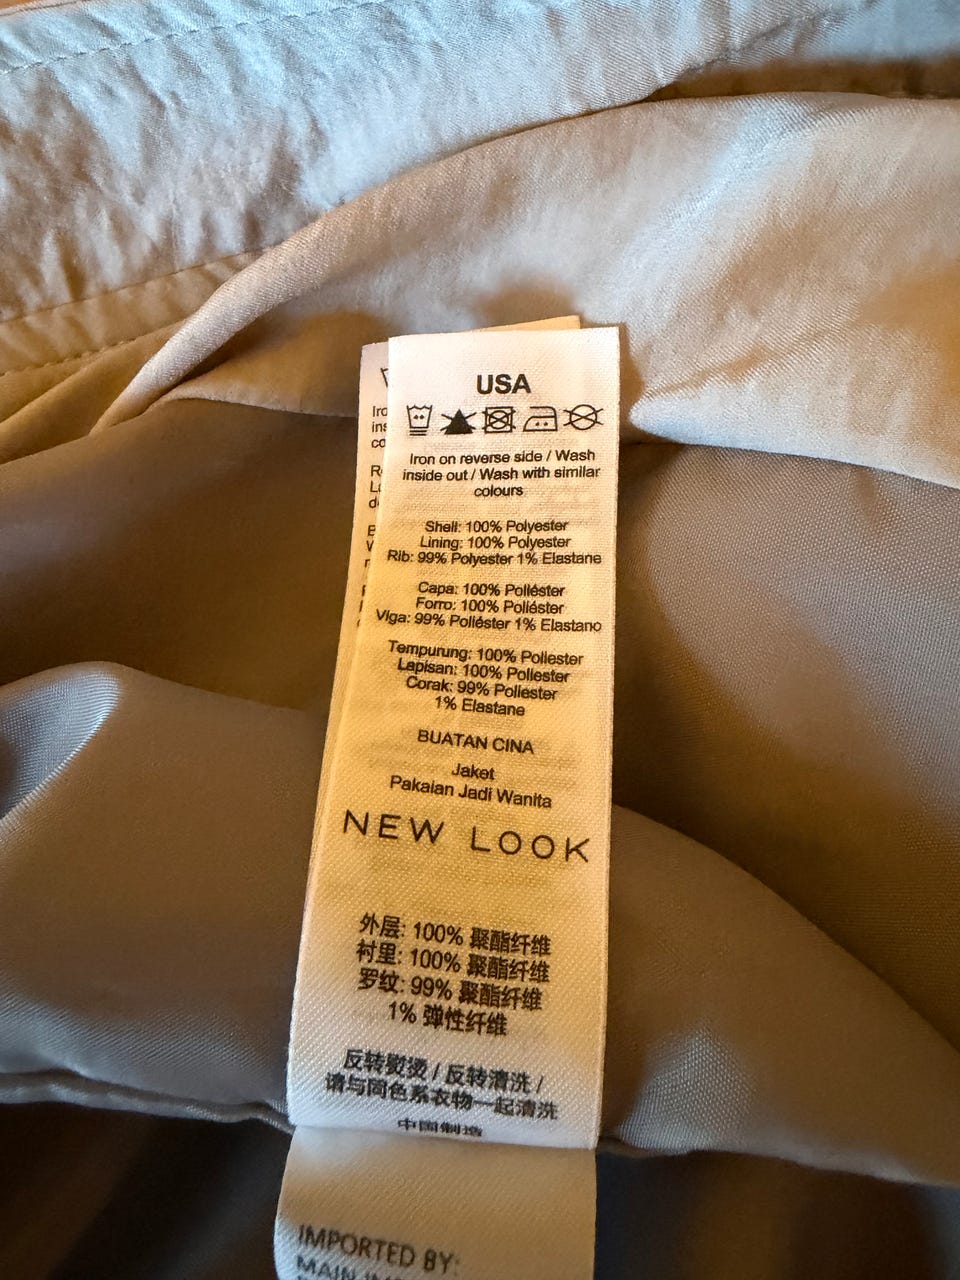 USA
Iron on reverse side / Wash
inside out / Wash with similar
colours
Shell: 100% Polyester
Lining: 100% Polyester
Rib: 99% Polyester 1% Elastane
Capa: 100% Poliéster
Forro: 100% Poliéster
Viga: 99% Poliéster 1% Elastano
Tempurung: 100% Poliester
Lapisan: 100% Poliester
Corak: 99% Poliester
1% Elastane
BUATAN CINA
Jaket
Pakaian Jadi Wanita
NEW LOOK
外层: 100% 聚酯纤维
衬里: 100% 聚酯纤维
罗纹: 99% 聚酯纤维
1% 弹性纤维
反转熨烫 / 反转清洗 /
请与同色系衣物一起清洗
中国制造
IMPORTED BY:
MAIN